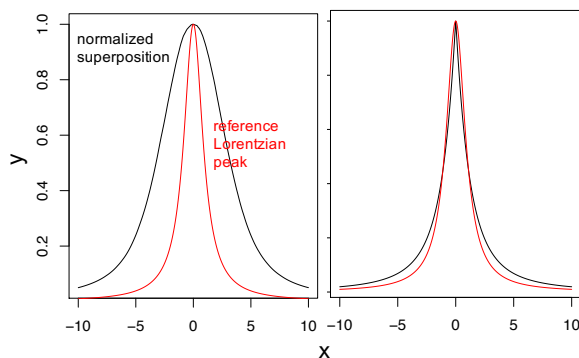 normalized
superposition
reference
Lorentzian
peak
y
1.0
0.8
0.6
0.4
0.2
−10 −5 0 5 10
−10 −5 0 5 10
x